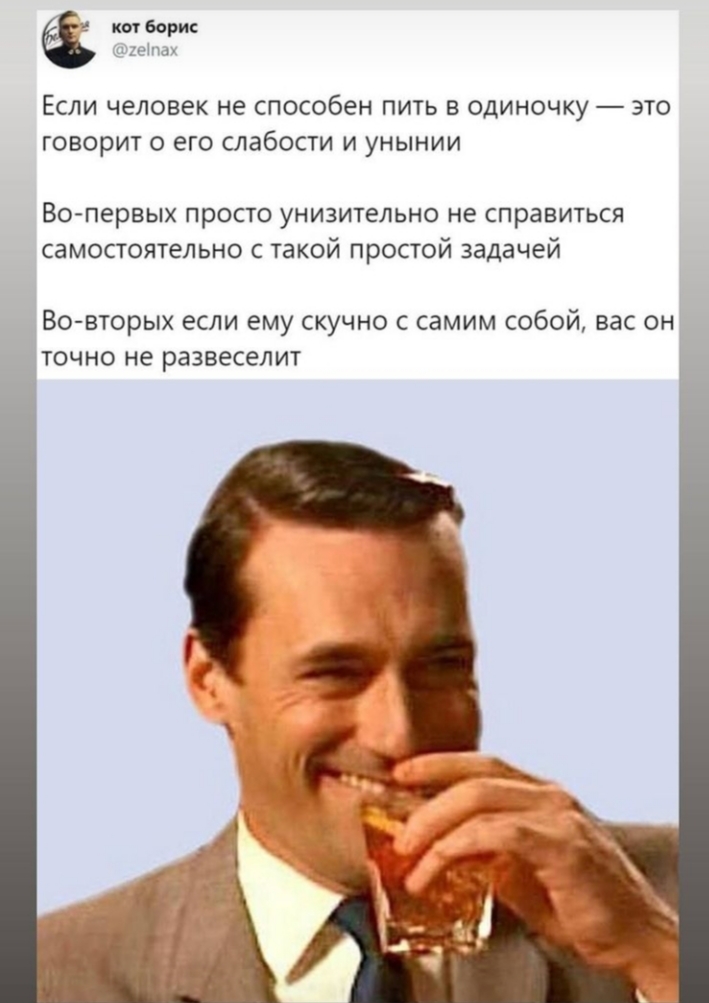 кот борис
@zelnax
Если человек не способен пить в одиночку — это
говорит о его слабости и унынии
Во-первых просто унизительно не справиться
самостоятельно с такой простой задачей
Во-вторых если ему скучно с самим собой, вас он
точно не развеселит